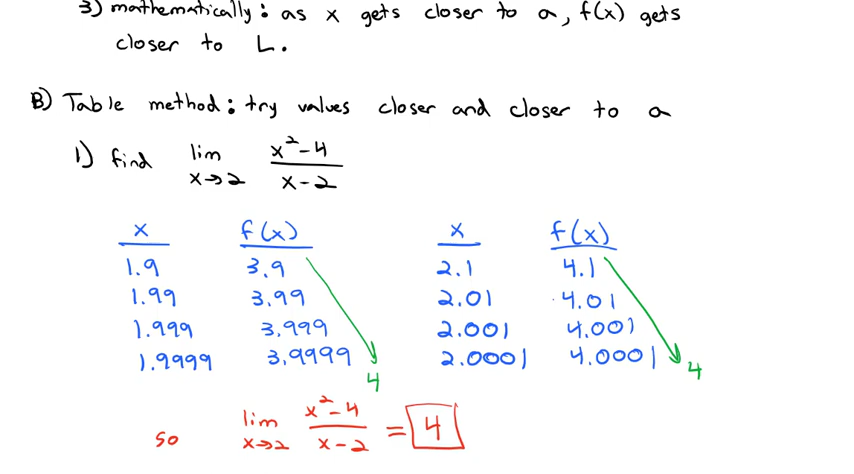 3) mathematically: as x gets closer to a, f(x) gets
closer to L.
B) Table method: try values closer and closer to a
1) find lim x→2 (x²-4)/(x-2)
x f(x) x f(x)
1.9 3.9 2.1 4.1
1.99 3.99 2.01 4.01
1.999 3.999 2.001 4.001
1.9999 3.9999 2.0001 4.0001
4 4
so lim x→2 (x²-4)/(x-2) = 4